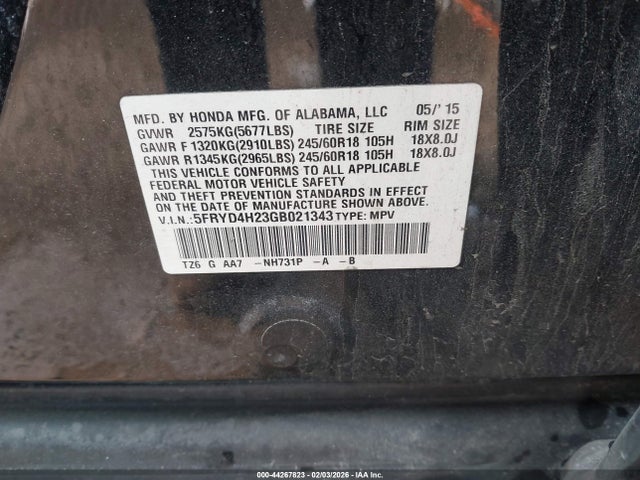 MFD. BY HONDA MFG. OF ALABAMA, LLC 05/'15
GVWR 2575KG(5677LBS) TIRE SIZE RIM SIZE
GAWR F 1320KG(2910LBS) 245/60R18 105H 18X8.0J
GAWR R1345KG(2965LBS) 245/60R18 105H 18X8.0J
THIS VEHICLE CONFORMS TO ALL APPLICABLE
FEDERAL MOTOR VEHICLE SAFETY
AND THEFT PREVENTION STANDARDS IN EFFECT
ON THE DATE OF MANUFACTURE SHOWN ABOVE.
V.I.N.: 5FRYD4H23GB021343 TYPE: MPV
TZ6 G AA7 -NH731P -A -B
000-44267823 - 02/03/2026 - IAA Inc.